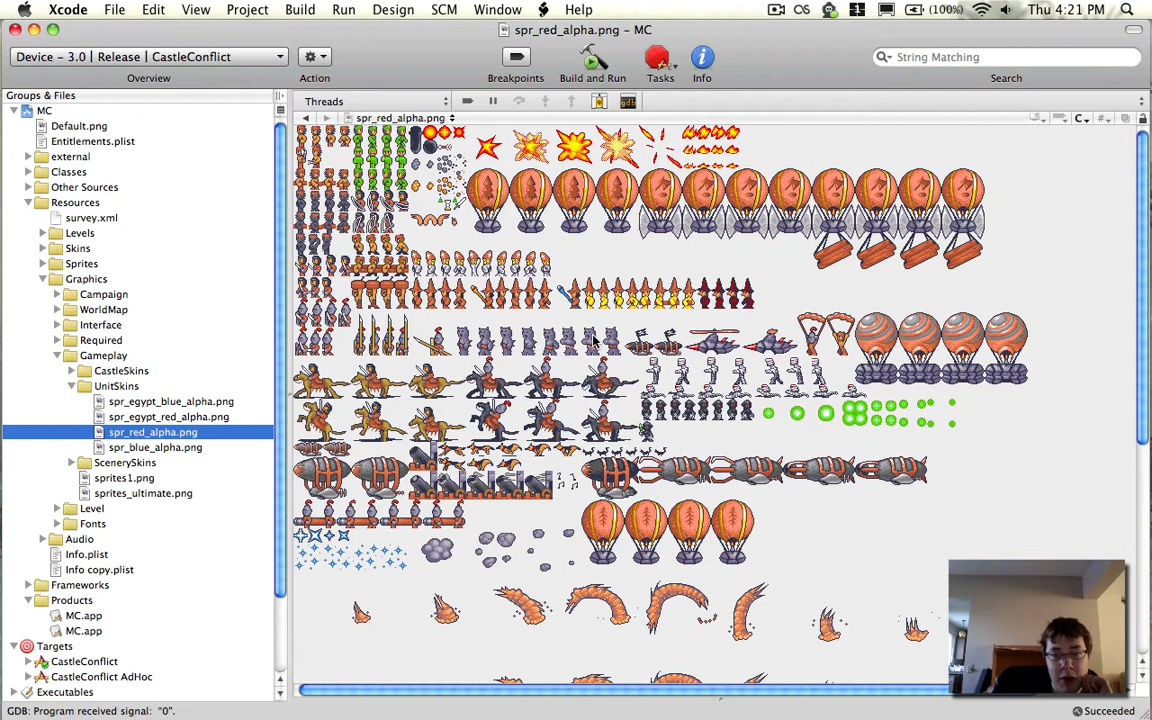 Xcode File Edit View Project Build Run Design SCM Window Help OS (100%) Thu 4:21 PM
spr_red_alpha.png – MC
Device - 3.0 | Release | CastleConflict String Matching
Overview Action Breakpoints Build and Run Tasks Info Search
Groups & Files Threads gdb
MC spr_red_alpha.png C #
Default.png
Entitlements.plist
external
Classes
Other Sources
Resources
survey.xml
Levels
Skins
Sprites
Graphics
Campaign
WorldMap
Interface
Required
Gameplay
CastleSkins
UnitSkins
spr_egypt_blue_alpha.png
spr_egypt_red_alpha.png
spr_red_alpha.png
spr_blue_alpha.png
ScenerySkins
sprites1.png
sprites_ultimate.png
Level
Fonts
Audio
Info.plist
Info copy.plist
Frameworks
Products
MC.app
MC.app
Targets
CastleConflict
CastleConflict AdHoc
Executables
GDB: Program received signal: "0". Succeeded